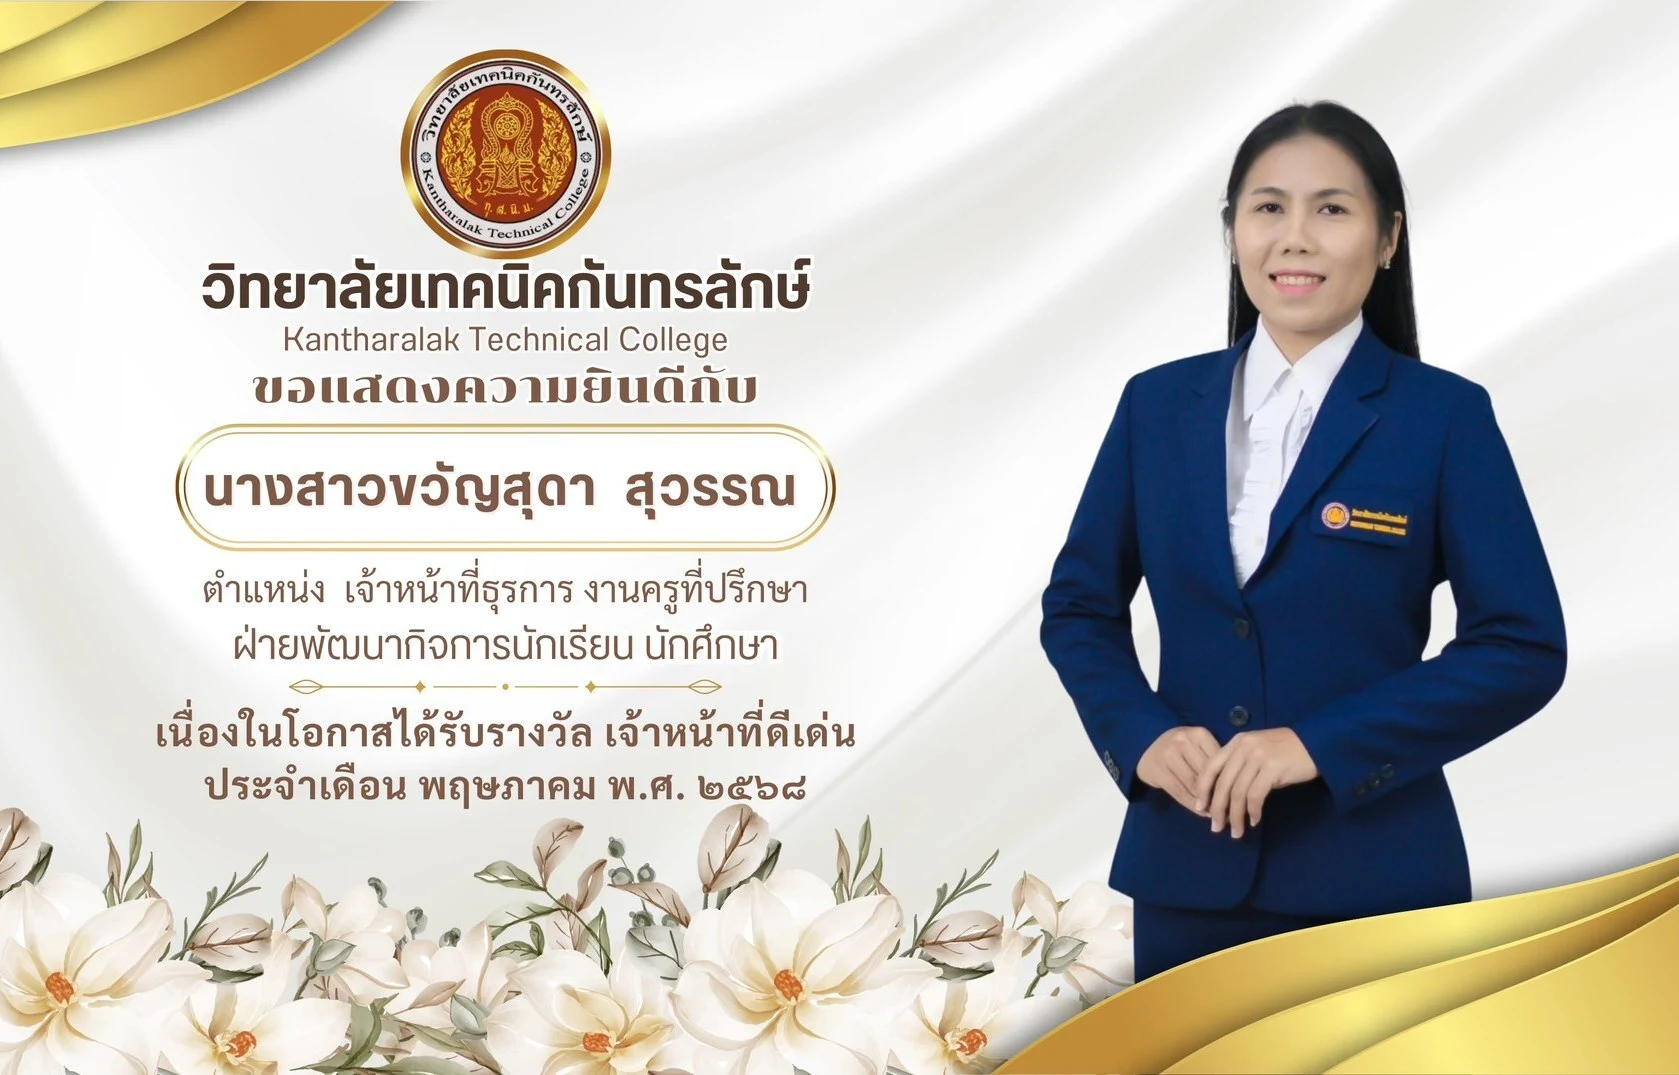 วิทยาลัยเทคนิคกันทรลักษ์
ทุ. ส. นิ. ม.
Kantharalak Technical College
วิทยาลัยเทคนิคกันทรลักษ์
Kantharalak Technical College
ขอแสดงความยินดีกับ
นางสาวขวัญสุดา สุวรรณ
ตำแหน่ง เจ้าหน้าที่ธุรการ งานครูที่ปรึกษา
ฝ่ายพัฒนากิจการนักเรียน นักศึกษา
เนื่องในโอกาสได้รับรางวัล เจ้าหน้าที่ดีเด่น
ประจำเดือน พฤษภาคม พ.ศ. ๒๕๖๘